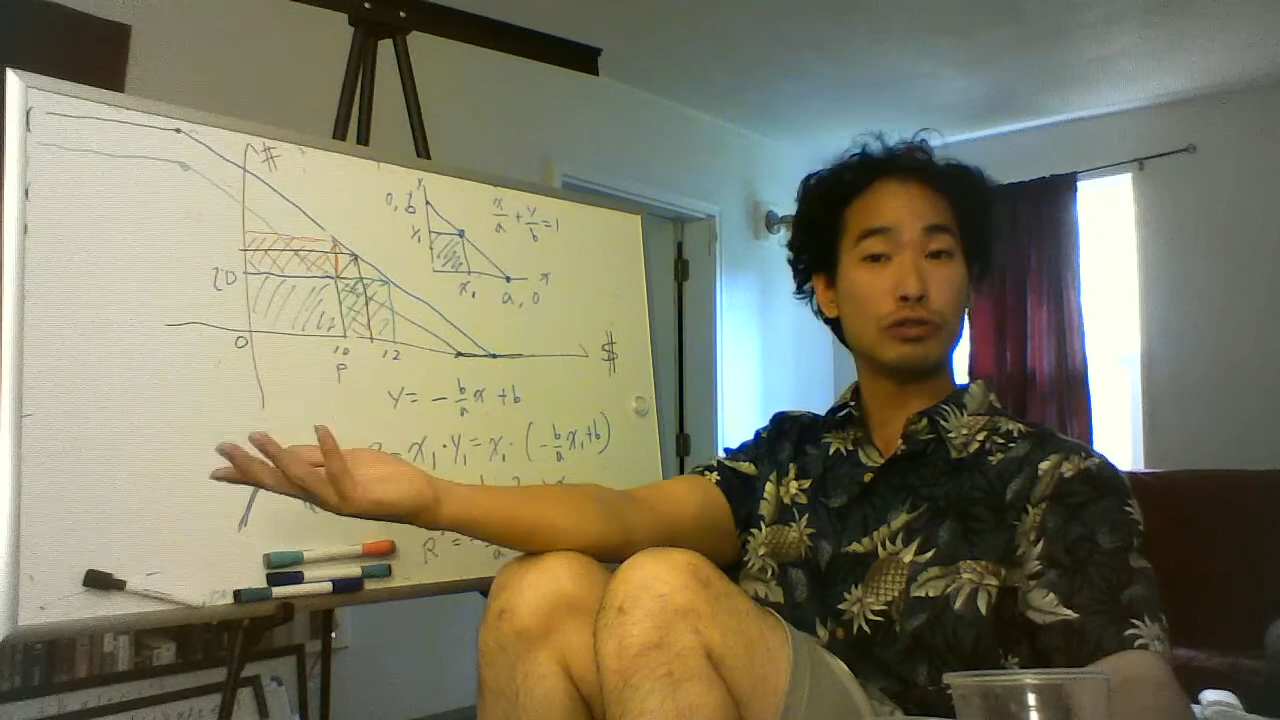 $
0, b
y
x/a + y/b = 1
y₁
20
x
x₁
a, 0
0
10
12
$
P
y = -b/a x + b
x₁ · y₁ = x₁ · (-b/a x₁ + b)
R